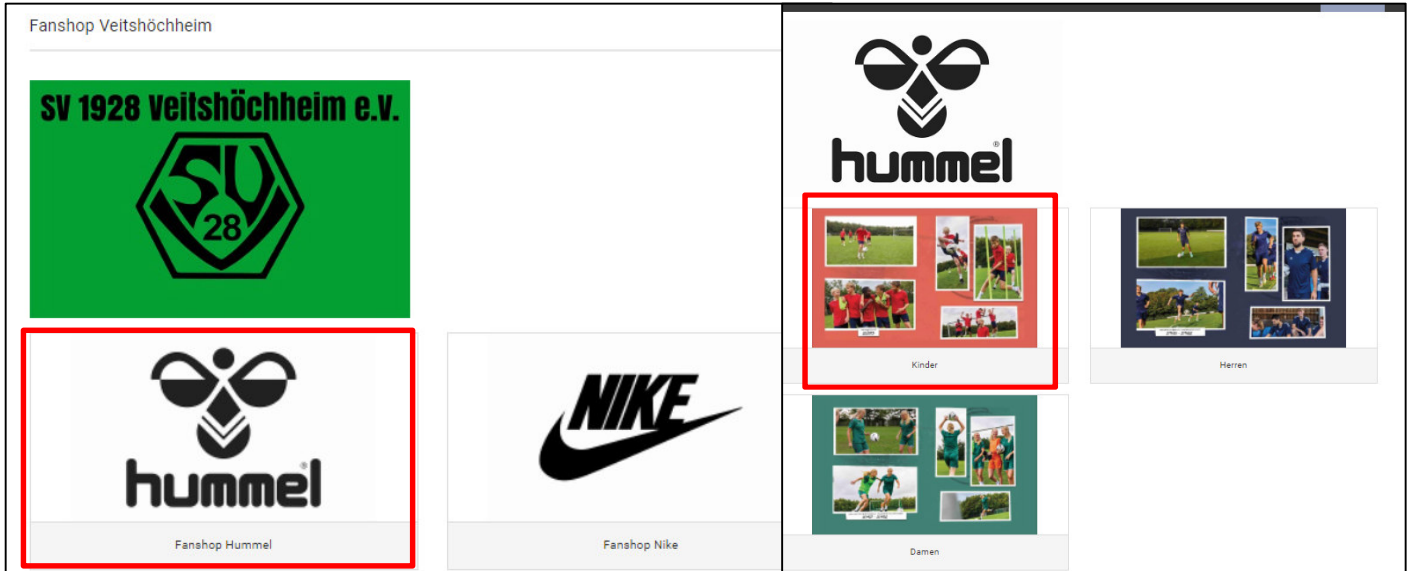 Fanshop Veitshöchheim
SV 1928 Veitshöchheim e.V.
SV
28
hummel®
Fanshop Hummel
NIKE
Fanshop Nike
hummel®
Kinder
Herren
Damen